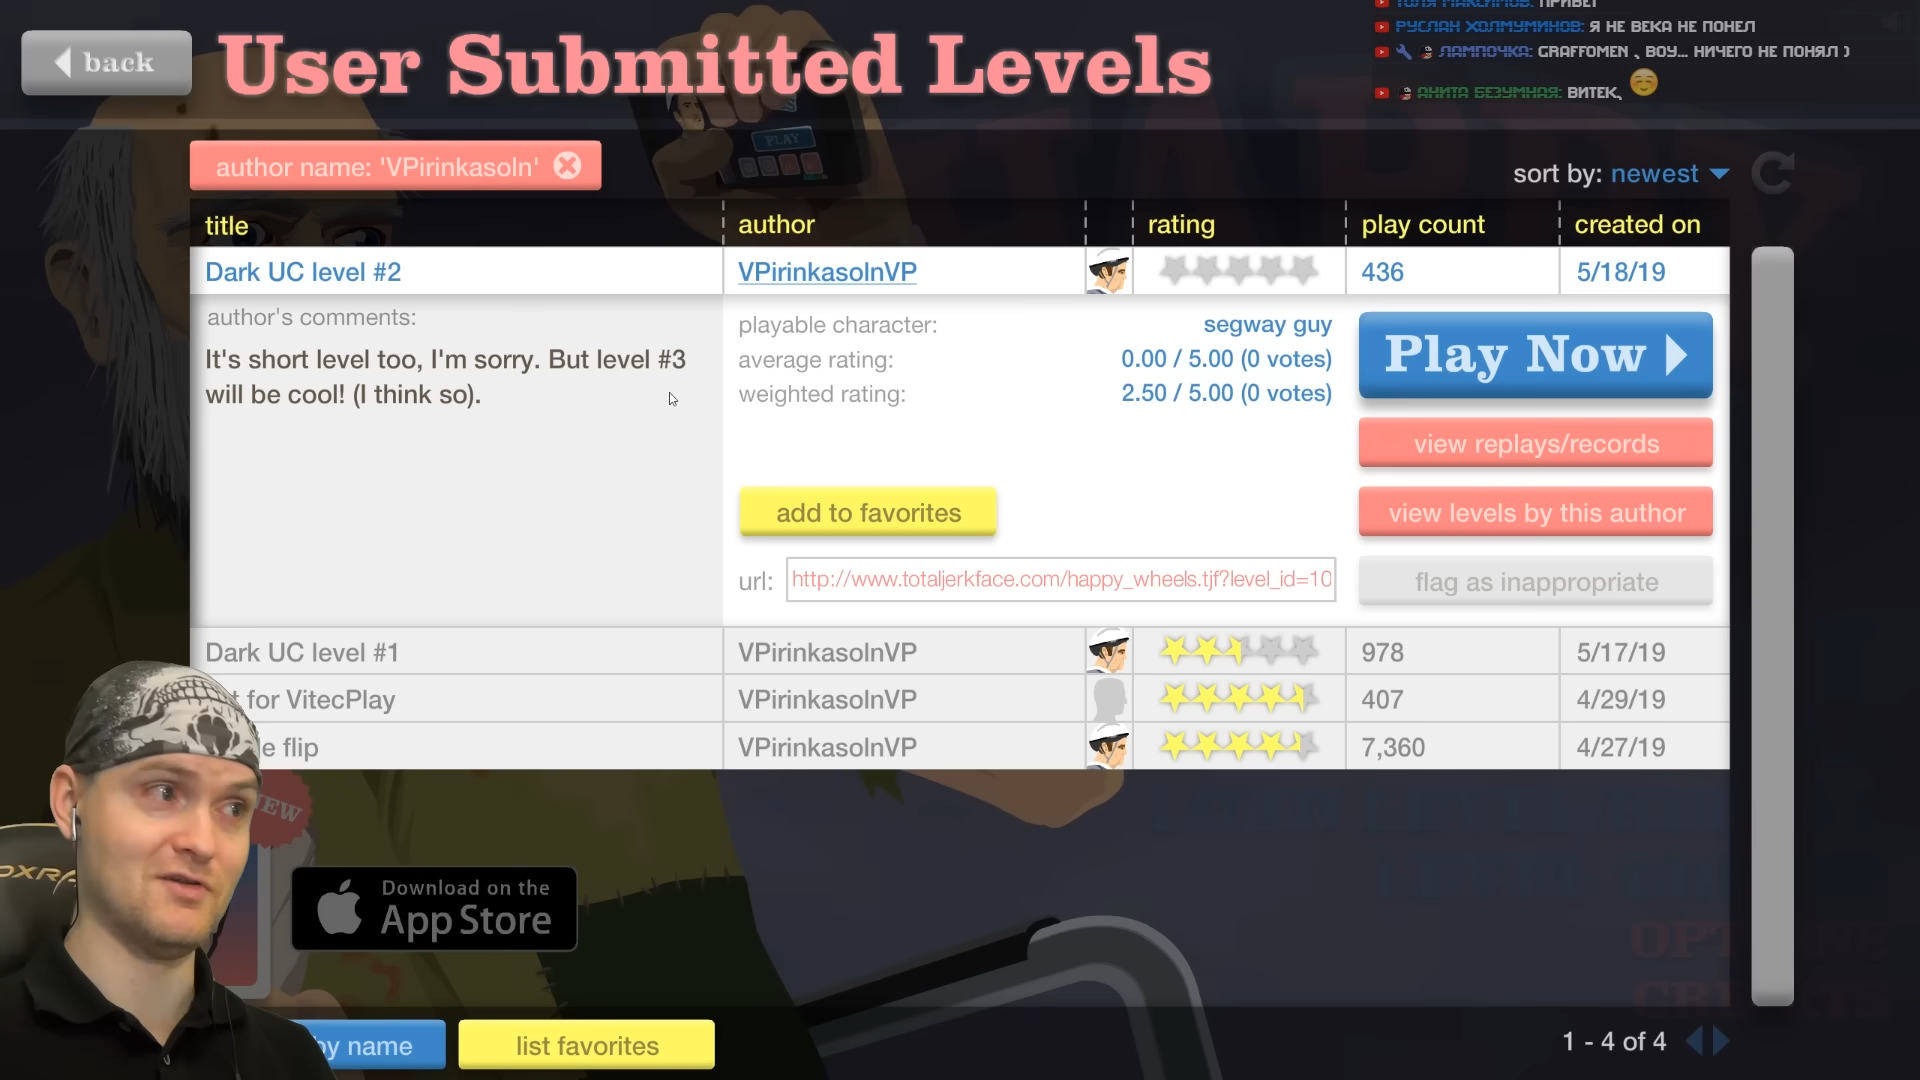 ТОЛЯ МАКСИМОВ: ПРИВЕТ
РУСЛАН ХОЛМУМИНОВ: Я НЕ ВЕКА НЕ ПОНЕЛ
ЛАМПОЧКА: GRAFFOMEN , ВОУ... НИЧЕГО НЕ ПОНЯЛ )
АНИТА БЕЗУМНАЯ: ВИТЕК,
back
User Submitted Levels
PLAY
author name: 'VPirinkasoln'
sort by: newest
title author rating play count created on
Dark UC level #2 VPirinkasolnVP 436 5/18/19
author's comments:
It's short level too, I'm sorry. But level #3
will be cool! (I think so).
playable character: segway guy
average rating: 0.00 / 5.00 (0 votes)
weighted rating: 2.50 / 5.00 (0 votes)
Play Now
view replays/records
add to favorites
view levels by this author
url: http://www.totaljerkface.com/happy_wheels.tjf?level_id=10
flag as inappropriate
Dark UC level #1 VPirinkasolnVP 978 5/17/19
for VitecPlay VPirinkasolnVP 407 4/29/19
flip VPirinkasolnVP 7,360 4/27/19
NEW
Download on the
App Store
by name
list favorites
1 - 4 of 4